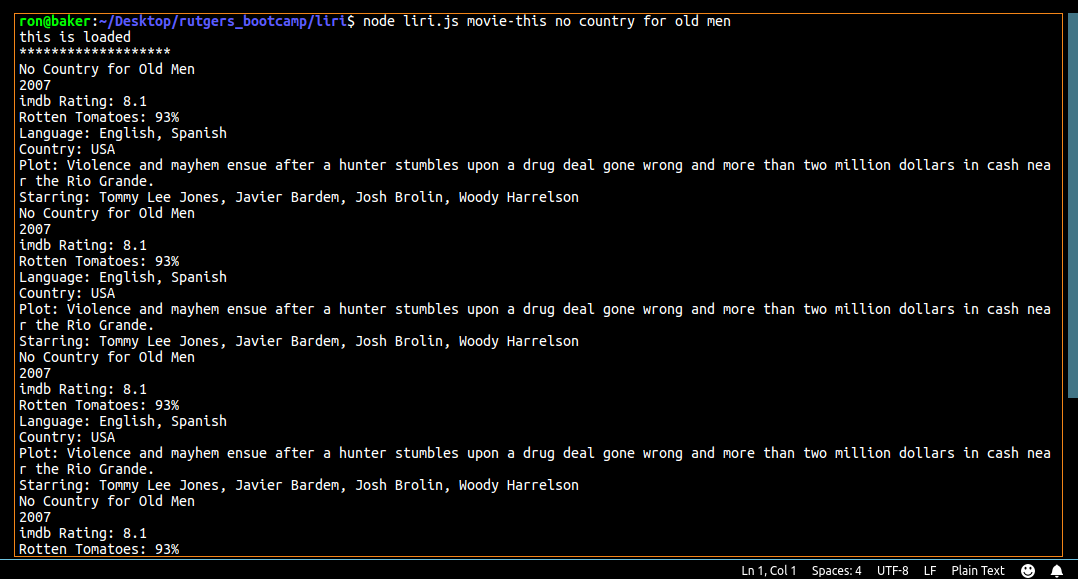 ron@baker:~/Desktop/rutgers_bootcamp/liri$ node liri.js movie-this no country for old men
this is loaded
*******************
No Country for Old Men
2007
imdb Rating: 8.1
Rotten Tomatoes: 93%
Language: English, Spanish
Country: USA
Plot: Violence and mayhem ensue after a hunter stumbles upon a drug deal gone wrong and more than two million dollars in cash nea
r the Rio Grande.
Starring: Tommy Lee Jones, Javier Bardem, Josh Brolin, Woody Harrelson
No Country for Old Men
2007
imdb Rating: 8.1
Rotten Tomatoes: 93%
Language: English, Spanish
Country: USA
Plot: Violence and mayhem ensue after a hunter stumbles upon a drug deal gone wrong and more than two million dollars in cash nea
r the Rio Grande.
Starring: Tommy Lee Jones, Javier Bardem, Josh Brolin, Woody Harrelson
No Country for Old Men
2007
imdb Rating: 8.1
Rotten Tomatoes: 93%
Language: English, Spanish
Country: USA
Plot: Violence and mayhem ensue after a hunter stumbles upon a drug deal gone wrong and more than two million dollars in cash nea
r the Rio Grande.
Starring: Tommy Lee Jones, Javier Bardem, Josh Brolin, Woody Harrelson
No Country for Old Men
2007
imdb Rating: 8.1
Rotten Tomatoes: 93%
Ln 1, Col 1 Spaces: 4 UTF-8 LF Plain Text